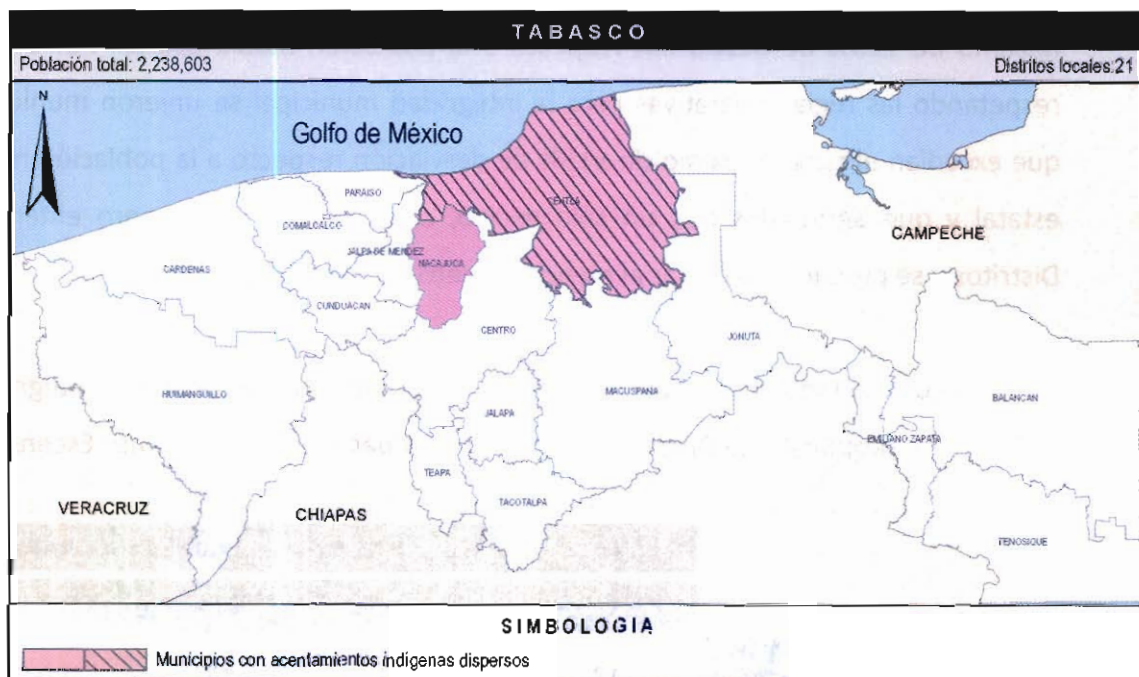 TABASCO
Población total: 2,238,603
Distritos locales:21
N
Golfo de México
PARAISO
CENTLA
COMALCALCO
CAMPECHE
JALPA DE MENDEZ
NACAJUCA
CARDENAS
CUNDUACAN
CENTRO
JONUTA
HUIMANGUILLO
MACUSPANA
BALANCAN
JALAPA
EMILIANO ZAPATA
TEAPA
VERACRUZ
CHIAPAS
TACOTALPA
TENOSIQUE
SIMBOLOGIA
Municipios con acentamientos indígenas dispersos